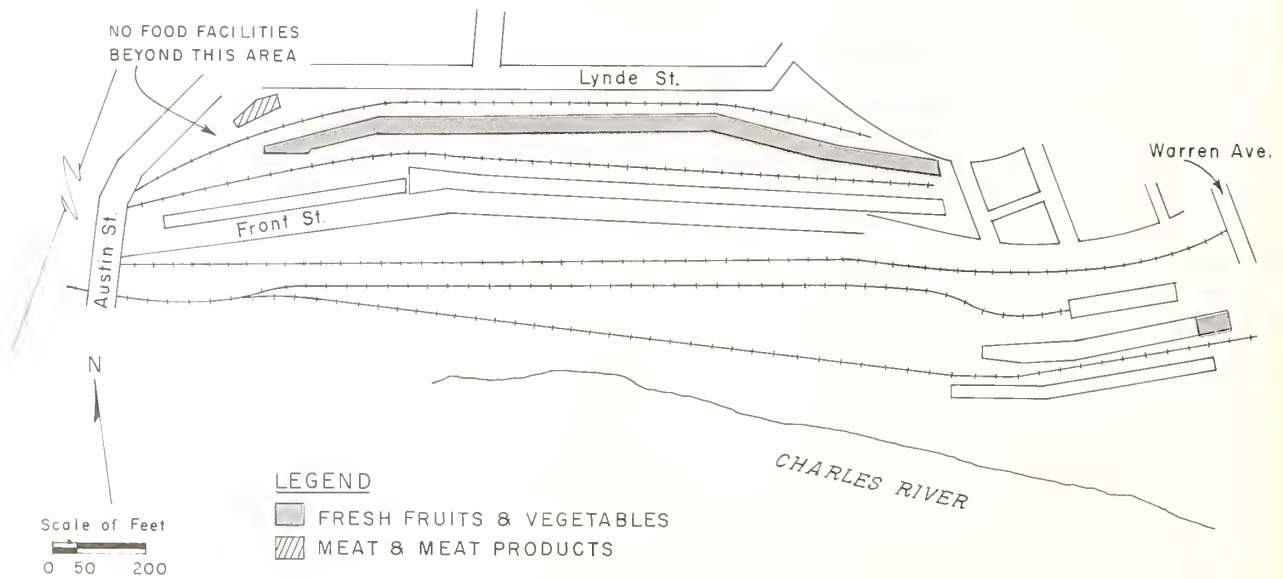 NO FOOD FACILITIES
BEYOND THIS AREA
Lynde St.
Warren Ave.
Front St.
Austin St.
N
CHARLES RIVER
LEGEND
FRESH FRUITS & VEGETABLES
MEAT & MEAT PRODUCTS
Scale of Feet
0 50 200